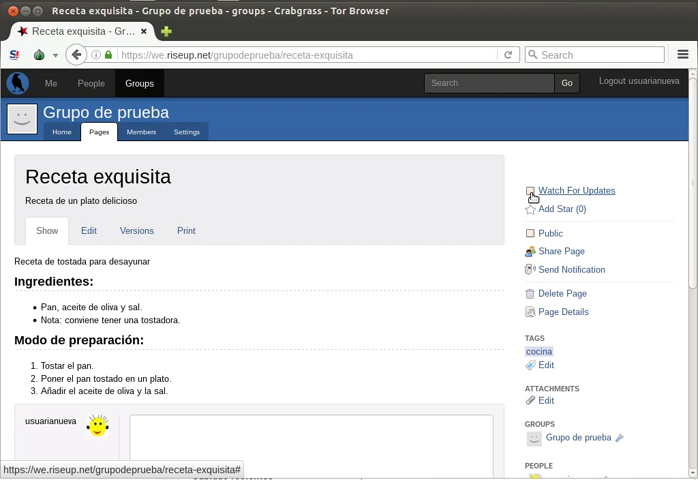 Receta exquisita - Grupo de prueba - groups - Crabgrass - Tor Browser
Receta exquisita - Gr...
https://we.riseup.net/grupodeprueba/receta-exquisita
Search
Me People Groups
Search Go
Logout usuarianueva
Grupo de prueba
Home Pages Members Settings
Receta exquisita
Receta de un plato delicioso
Show Edit Versions Print
Receta de tostada para desayunar
Ingredientes:
• Pan, aceite de oliva y sal.
• Nota: conviene tener una tostadora.
Modo de preparación:
1. Tostar el pan.
2. Poner el pan tostado en un plato.
3. Añadir el aceite de oliva y la sal.
usuarianueva
https://we.riseup.net/grupodeprueba/receta-exquisita#
Watch For Updates
Add Star (0)
Public
Share Page
Send Notification
Delete Page
Page Details
TAGS
cocina
Edit
ATTACHMENTS
Edit
GROUPS
Grupo de prueba
PEOPLE